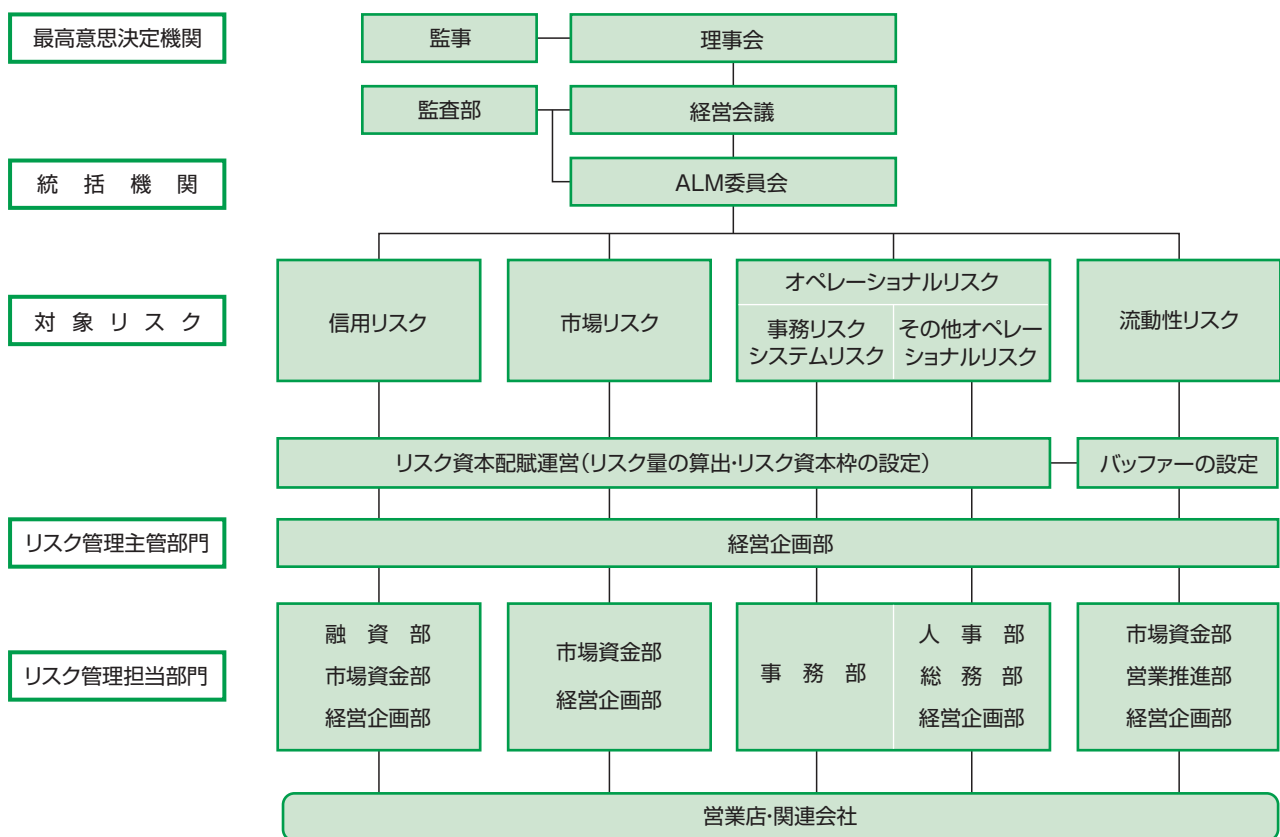 最高意思決定機関
監事
理事会
監査部
経営会議
統括機関
ALM委員会
対象リスク
信用リスク
市場リスク
オペレーショナルリスク
事務リスク
システムリスク
その他オペレー
ショナルリスク
流動性リスク
リスク資本配賦運営(リスク量の算出・リスク資本枠の設定)
バッファーの設定
リスク管理主管部門
経営企画部
リスク管理担当部門
融資部
市場資金部
経営企画部
市場資金部
経営企画部
事務部
人事部
総務部
経営企画部
市場資金部
営業推進部
経営企画部
営業店・関連会社